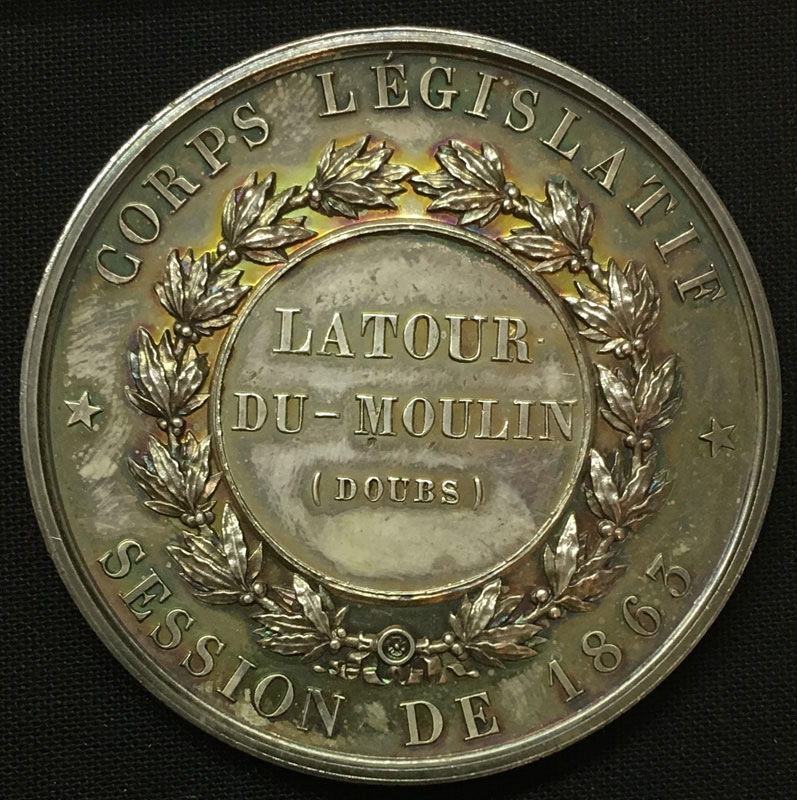 CORPS LÉGISLATIF
LATOUR
DU-MOULIN
(DOUBS)
SESSION DE 1863